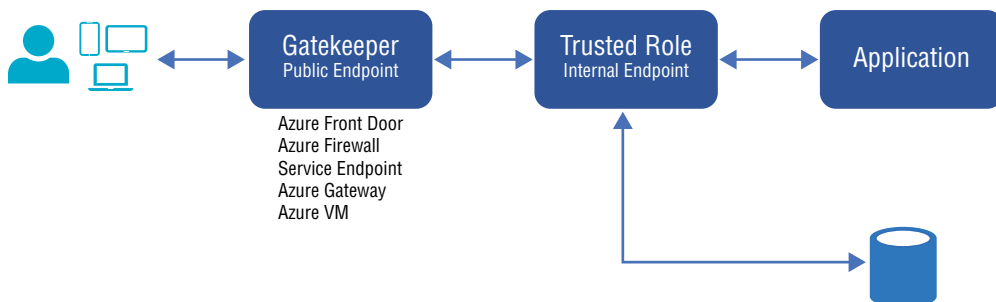 Gatekeeper
Public Endpoint
Trusted Role
Internal Endpoint
Application
Azure Front Door
Azure Firewall
Service Endpoint
Azure Gateway
Azure VM